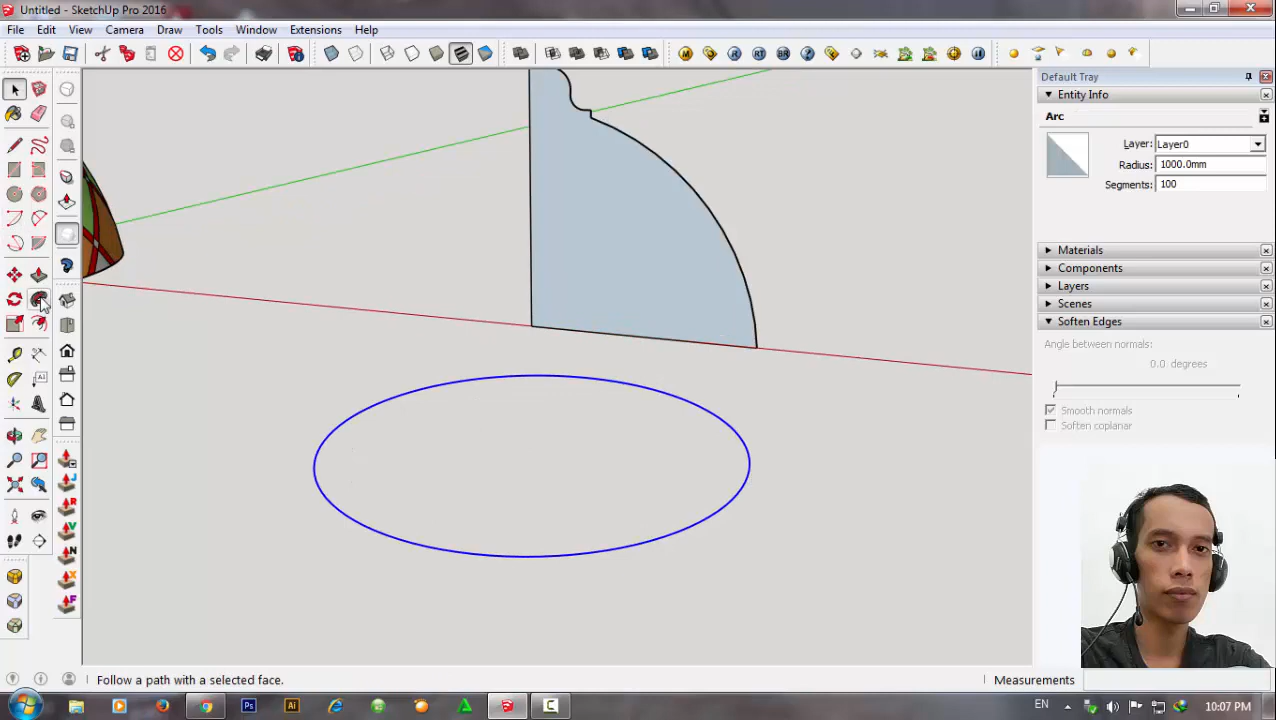 Untitled - SketchUp Pro 2016
File Edit View Camera Draw Tools Window Extensions Help
Default Tray
Entity Info
Arc
Layer: Layer0
Radius: 1000.0mm
Segments: 100
Materials
Components
Layers
Scenes
Soften Edges
Angle between normals:
0.0 degrees
Smooth normals
Soften coplanar
Follow a path with a selected face.
Measurements
EN
10:07 PM